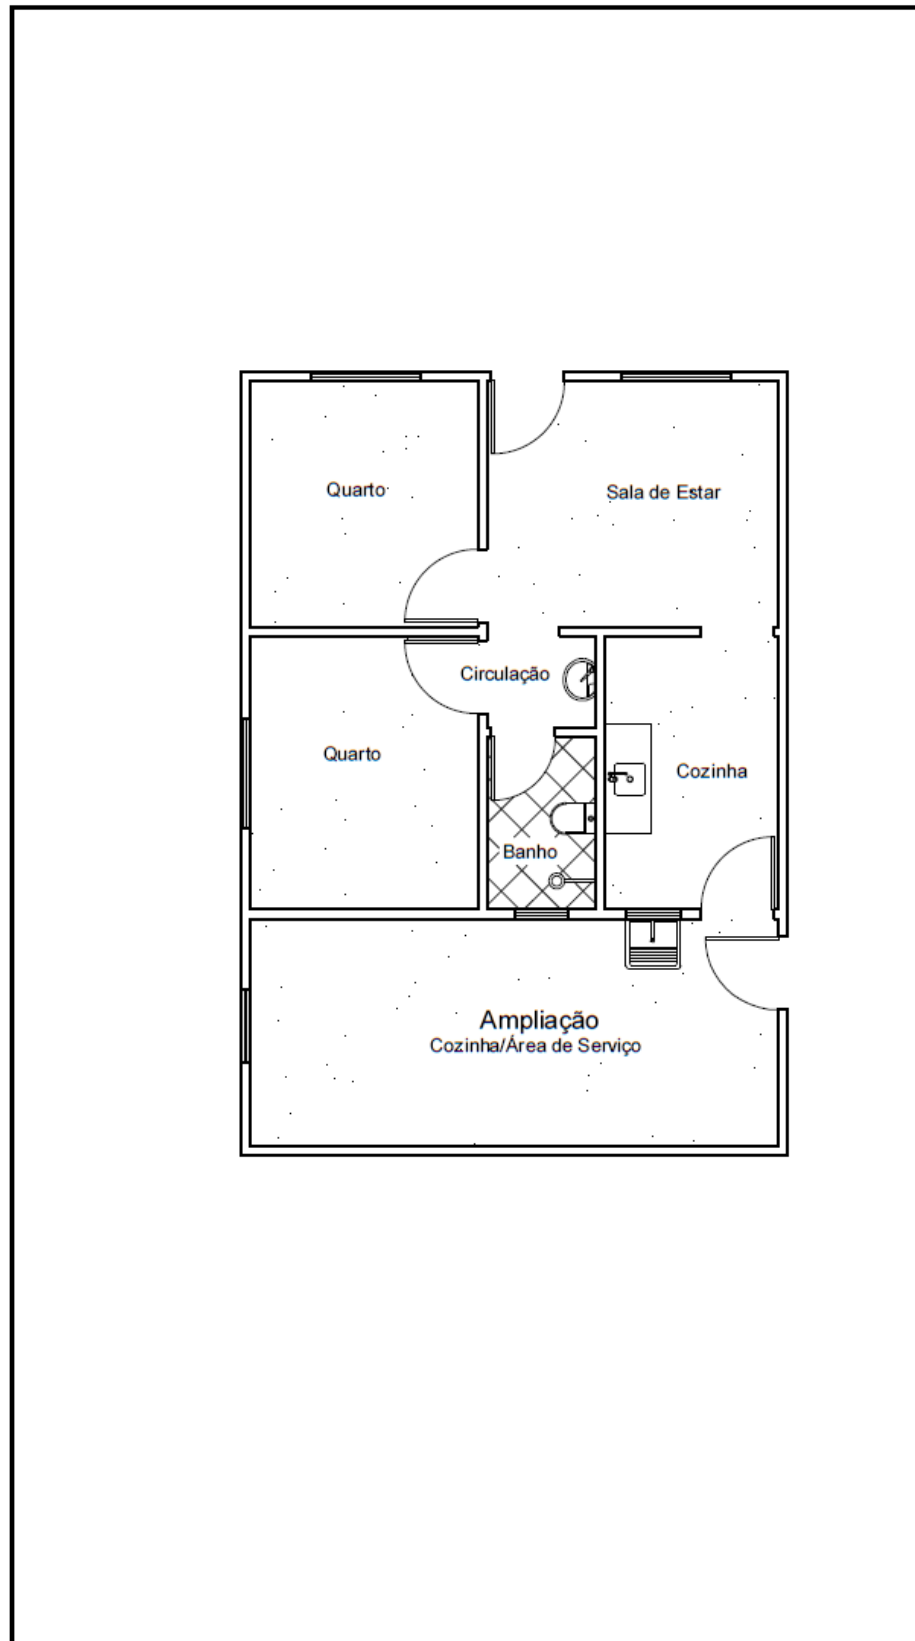 Quarto
Sala de Estar
Circulação
Quarto
Cozinha
Banho
Ampliação
Cozinha/Área de Serviço